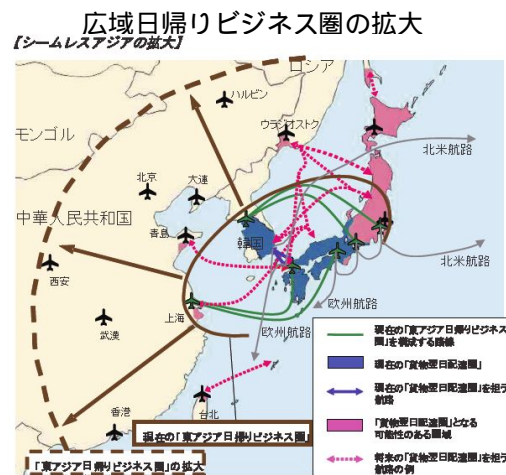 広域日帰りビジネス圏の拡大
【シームレスアジアの拡大】
ロシア
ハルビン
ウラジオストク
モンゴル
北米航路
北京
大連
中華人民共和国
青島
韓国
西安
北米航路
上海
欧州航路
欧州航路
武漢
香港
台北
現在の「東アジア日帰りビジネス圏」
「東アジア日帰りビジネス圏」の拡大
現在の「東アジア日帰りビジネス
圏」を構成する路線
現在の「貨物翌日配達圏」
現在の「貨物翌日配達圏」を担う
航路
「貨物翌日配達圏」となる
可能性のある圏域
将来の「貨物翌日配達圏」を担う
航路の例